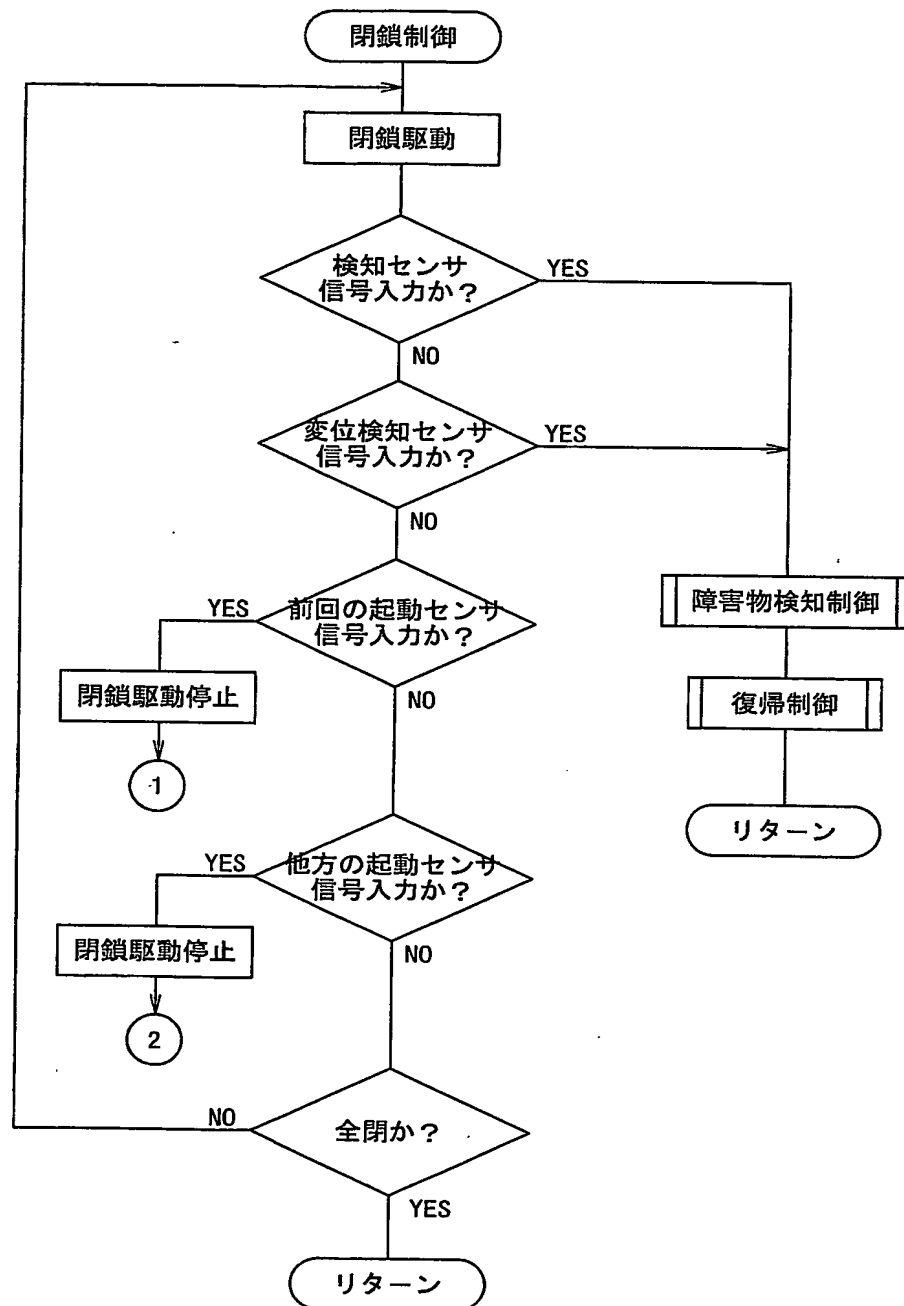 閉鎖制御
閉鎖駆動
検知センサ
信号入力か？
YES
NO
変位検知センサ
信号入力か？
YES
NO
前回の起動センサ
信号入力か？
YES
NO
閉鎖駆動停止
1
障害物検知制御
復帰制御
リターン
他方の起動センサ
信号入力か？
YES
NO
閉鎖駆動停止
2
全閉か？
NO
YES
リターン